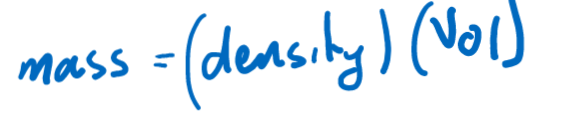 mass = (density) (Vol)